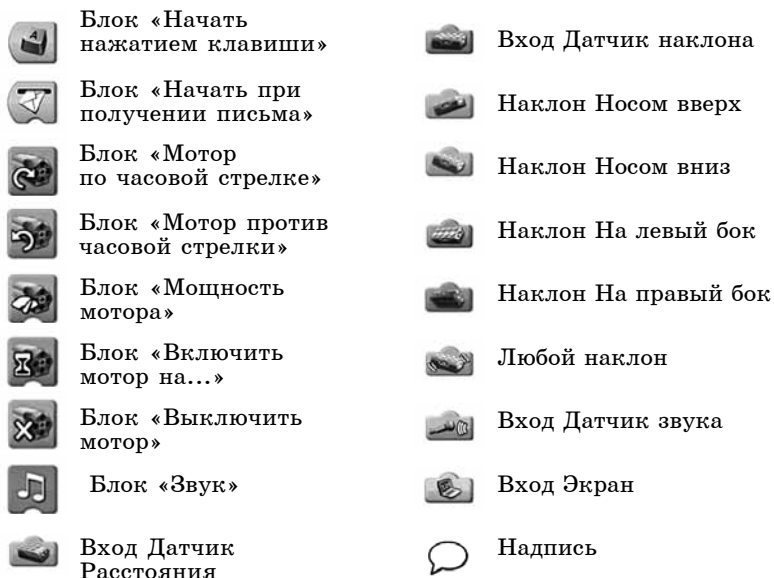 Блок «Начать
нажатием клавиши»
Блок «Начать при
получении письма»
Блок «Мотор
по часовой стрелке»
Блок «Мотор против
часовой стрелки»
Блок «Мощность
мотора»
Блок «Включить
мотор на...»
Блок «Выключить
мотор»
Блок «Звук»
Вход Датчик
Расстояния
Вход Датчик наклона
Наклон Носом вверх
Наклон Носом вниз
Наклон На левый бок
Наклон На правый бок
Любой наклон
Вход Датчик звука
Вход Экран
Надпись